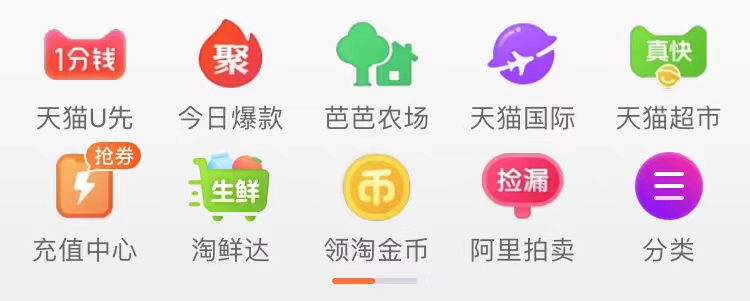 1分钱 聚 真快
天猫U先 今日爆款 芭芭农场 天猫国际 天猫超市
抢券
生鲜 币 捡漏
充值中心 淘鲜达 领淘金币 阿里拍卖 分类